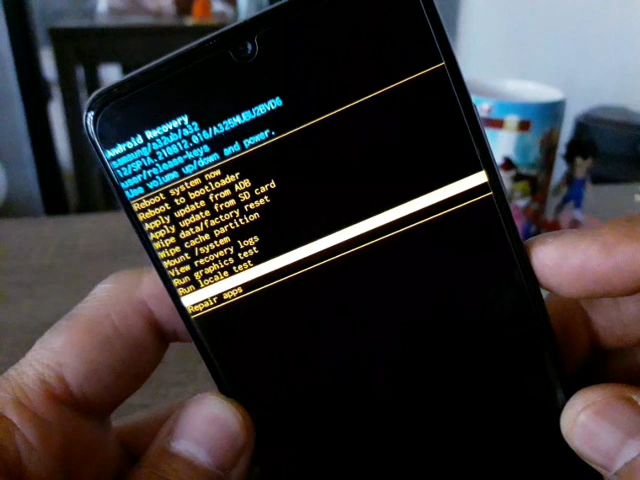 Android Recovery
samsung/a32ub/a32
12/SP1A.210812.016/A325MUBU2BVD6
user/release-keys
Use volume up/down and power.
Reboot system now
Reboot to bootloader
Apply update from ADB
Apply update from SD card
Wipe data/factory reset
Wipe cache partition
Mount /system
View recovery logs
Run graphics test
Run locale test
Repair apps